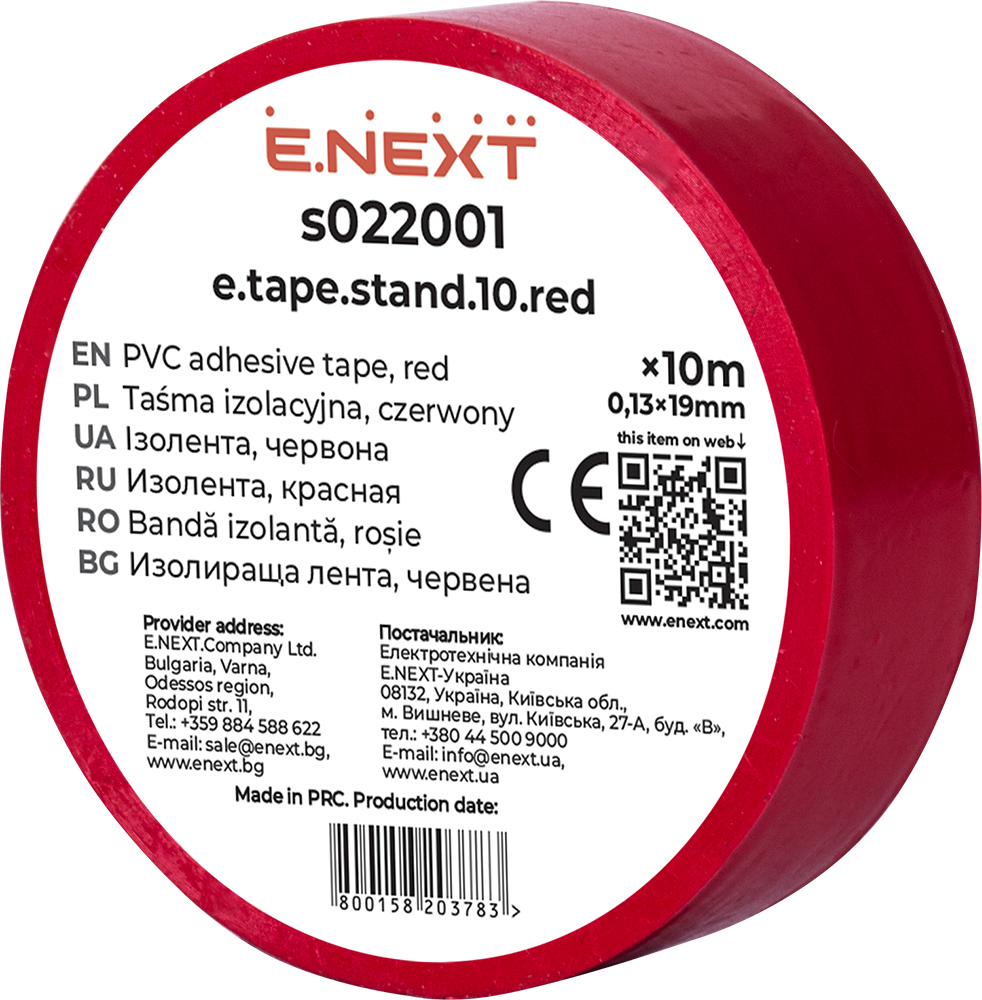 E.NEXT
s022001
e.tape.stand.10.red
EN PVC adhesive tape, red
PL Taśma izolacyjna, czerwony
UA Ізолента, червона
RU Изолента, красная
RO Bandă izolantă, roșie
BG Изолираща лента, червена
×10m
0,13×19mm
this item on web↓
CE
www.enext.com
Provider address:
E.NEXT.Company Ltd.
Bulgaria, Varna,
Odessos region,
Rodopi str. 11,
Tel.: +359 884 588 622
E-mail: sale@enext.bg,
www.enext.bg
Постачальник:
Електротехнічна компанія
E.NEXT-Україна
08132, Україна, Київська обл.,
м. Вишневе, вул. Київська, 27-А, буд. «В»,
тел.: +380 44 500 9000
E-mail: info@enext.ua,
www.enext.ua
Made in PRC. Production date:
800158 203783 >